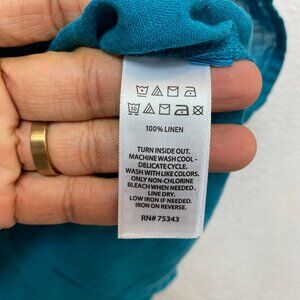 100% LINEN
TURN INSIDE OUT.
MACHINE WASH COOL -
DELICATE CYCLE.
WASH WITH LIKE COLORS.
ONLY NON-CHLORINE
BLEACH WHEN NEEDED.
LINE DRY.
LOW IRON IF NEEDED.
IRON ON REVERSE.
RN# 75343